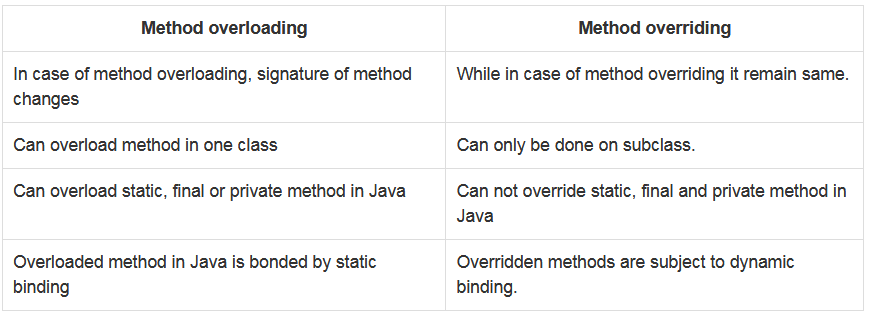 Method overloading
Method overriding
In case of method overloading, signature of method
changes
While in case of method overriding it remain same.
Can overload method in one class
Can only be done on subclass.
Can overload static, final or private method in Java
Can not override static, final and private method in
Java
Overloaded method in Java is bonded by static
binding
Overridden methods are subject to dynamic
binding.